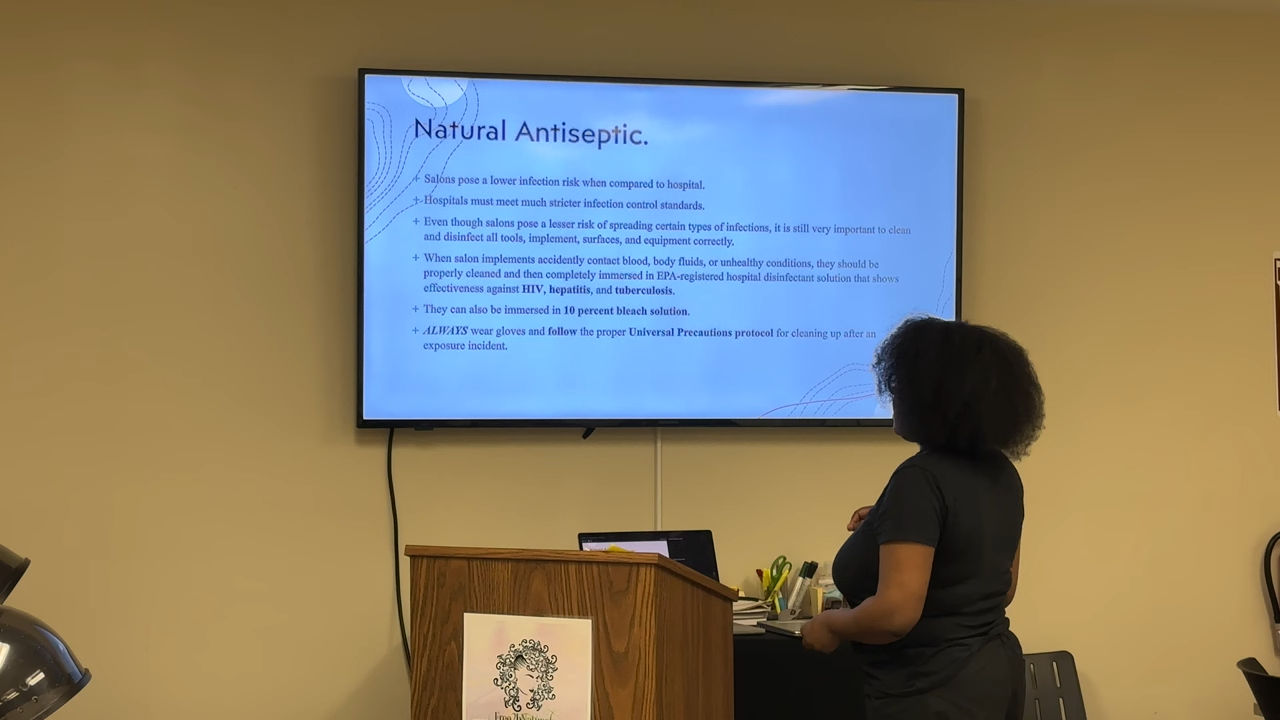 Natural Antiseptic.
+ Salons pose a lower infection risk when compared to hospital.
+ Hospitals must meet much stricter infection control standards.
+ Even though salons pose a lesser risk of spreading certain types of infections, it is still very important to clean
and disinfect all tools, implement, surfaces, and equipment correctly.
+ When salon implements accidently contact blood, body fluids, or unhealthy conditions, they should be
properly cleaned and then completely immersed in EPA-registered hospital disinfectant solution that shows
effectiveness against HIV, hepatitis, and tuberculosis.
+ They can also be immersed in 10 percent bleach solution.
+ ALWAYS wear gloves and follow the proper Universal Precautions protocol for cleaning up after an
exposure incident.